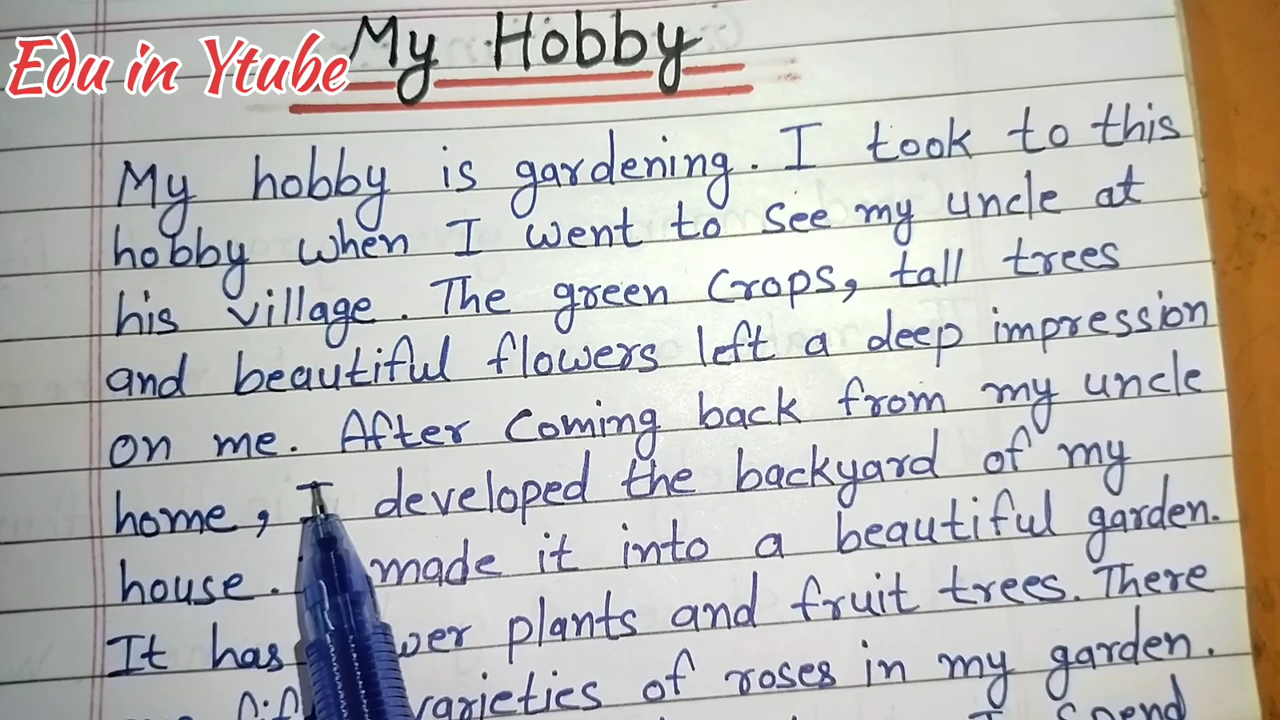 Edu in Ytube
My Hobby
My hobby is gardening. I took to this
hobby when I went to see my uncle at
his village. The green crops, tall trees
and beautiful flowers left a deep impression
on me. After coming back from my uncle
home, I developed the backyard of my
house. made it into a beautiful garden.
It has plants and fruit trees. There
varieties of roses in my garden.
I spend